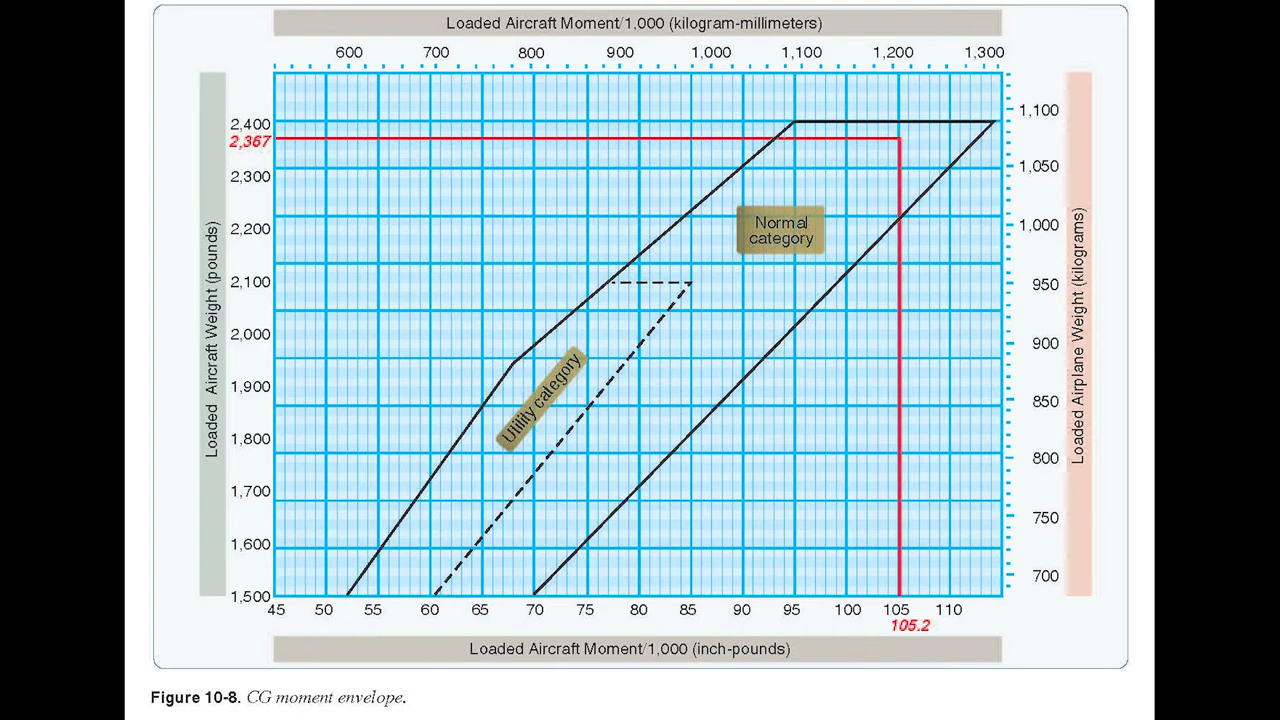 Loaded Aircraft Moment/1,000 (kilogram-millimeters)
600 700 800 900 1,000 1,100 1,200 1,300
2,400
2,367
2,300
2,200
2,100
2,000
1,900
1,800
1,700
1,600
1,500
Loaded Aircraft Weight (pounds)
Normal
category
Utility category
1,100
1,050
1,000
950
900
850
800
750
700
Loaded Airplane Weight (kilograms)
45 50 55 60 65 70 75 80 85 90 95 100 105 110
105.2
Loaded Aircraft Moment/1,000 (inch-pounds)
Figure 10-8. CG moment envelope.